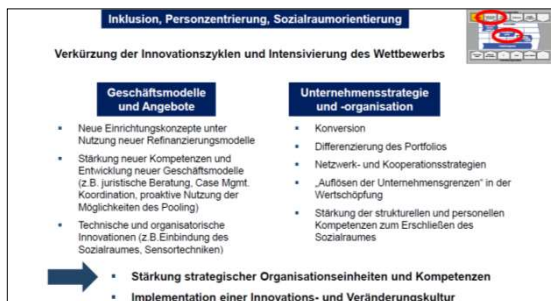 Inklusion, Personzentrierung, Sozialraumorientierung
Verkürzung der Innovationszyklen und Intensivierung des Wettbewerbs
Geschäftsmodelle
und Angebote
▪ Neue Einrichtungskonzepte unter
Nutzung neuer Refinanzierungsmodelle
▪ Stärkung neuer Kompetenzen und
Entwicklung neuer Geschäftsmodelle
(z.B. juristische Beratung, Case Mgmt.
Koordination, proaktive Nutzung der
Möglichkeiten des Pooling)
▪ Technische und organisatorische
Innovationen (z.B.Einbindung des
Sozialraumes, Sensortechniken)
Unternehmensstrategie
und -organisation
▪ Konversion
▪ Differenzierung des Portfolios
▪ Netzwerk- und Kooperationsstrategien
▪ „Auflösen der Unternehmensgrenzen" in der
Wertschöpfung
▪ Stärkung der strukturellen und personellen
Kompetenzen zum Erschließen des
Sozialraumes
▪ Stärkung strategischer Organisationseinheiten und Kompetenzen
▪ Implementation einer Innovations- und Veränderungskultur